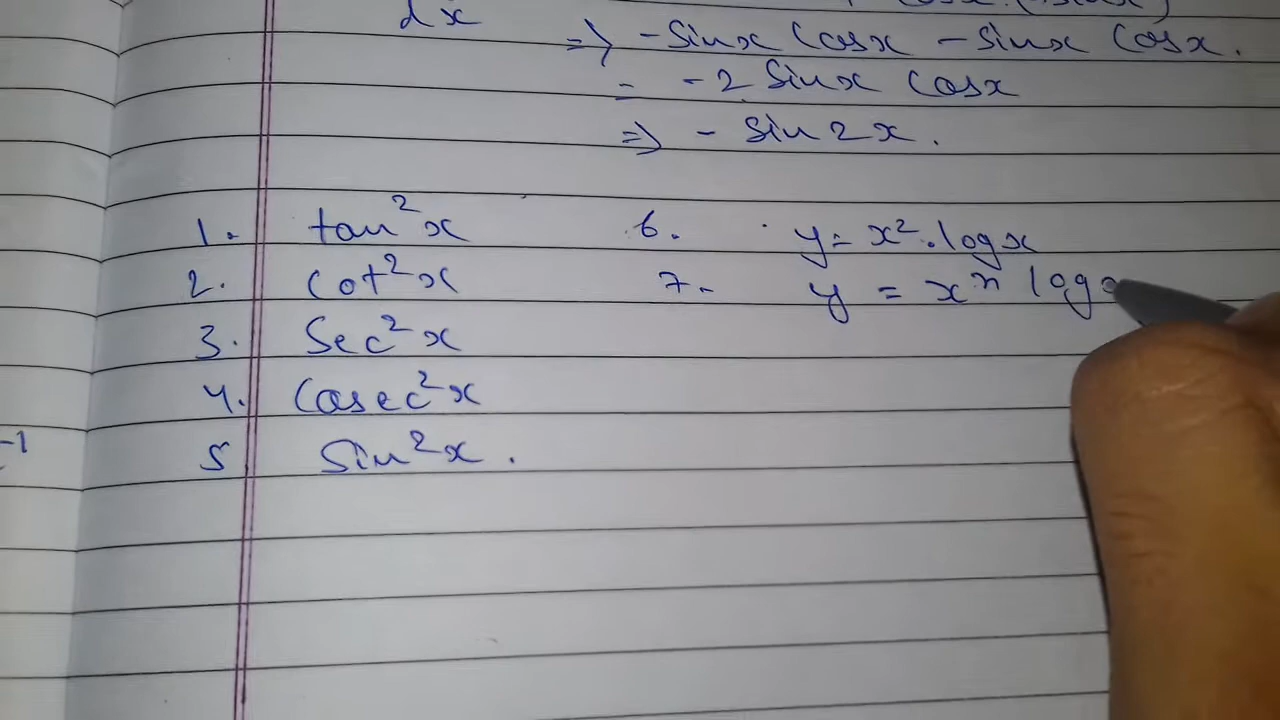 dx
⇒ -Sinx Cosx - Sinx Cosx.
= -2 Sinx Cosx
⇒ - Sin2x.
1. tan²x
2. Cot²x
3. Sec²x
4. Cosec²x
5 Sin²x.
6. y = x².logx
7. y = xⁿ log
-1